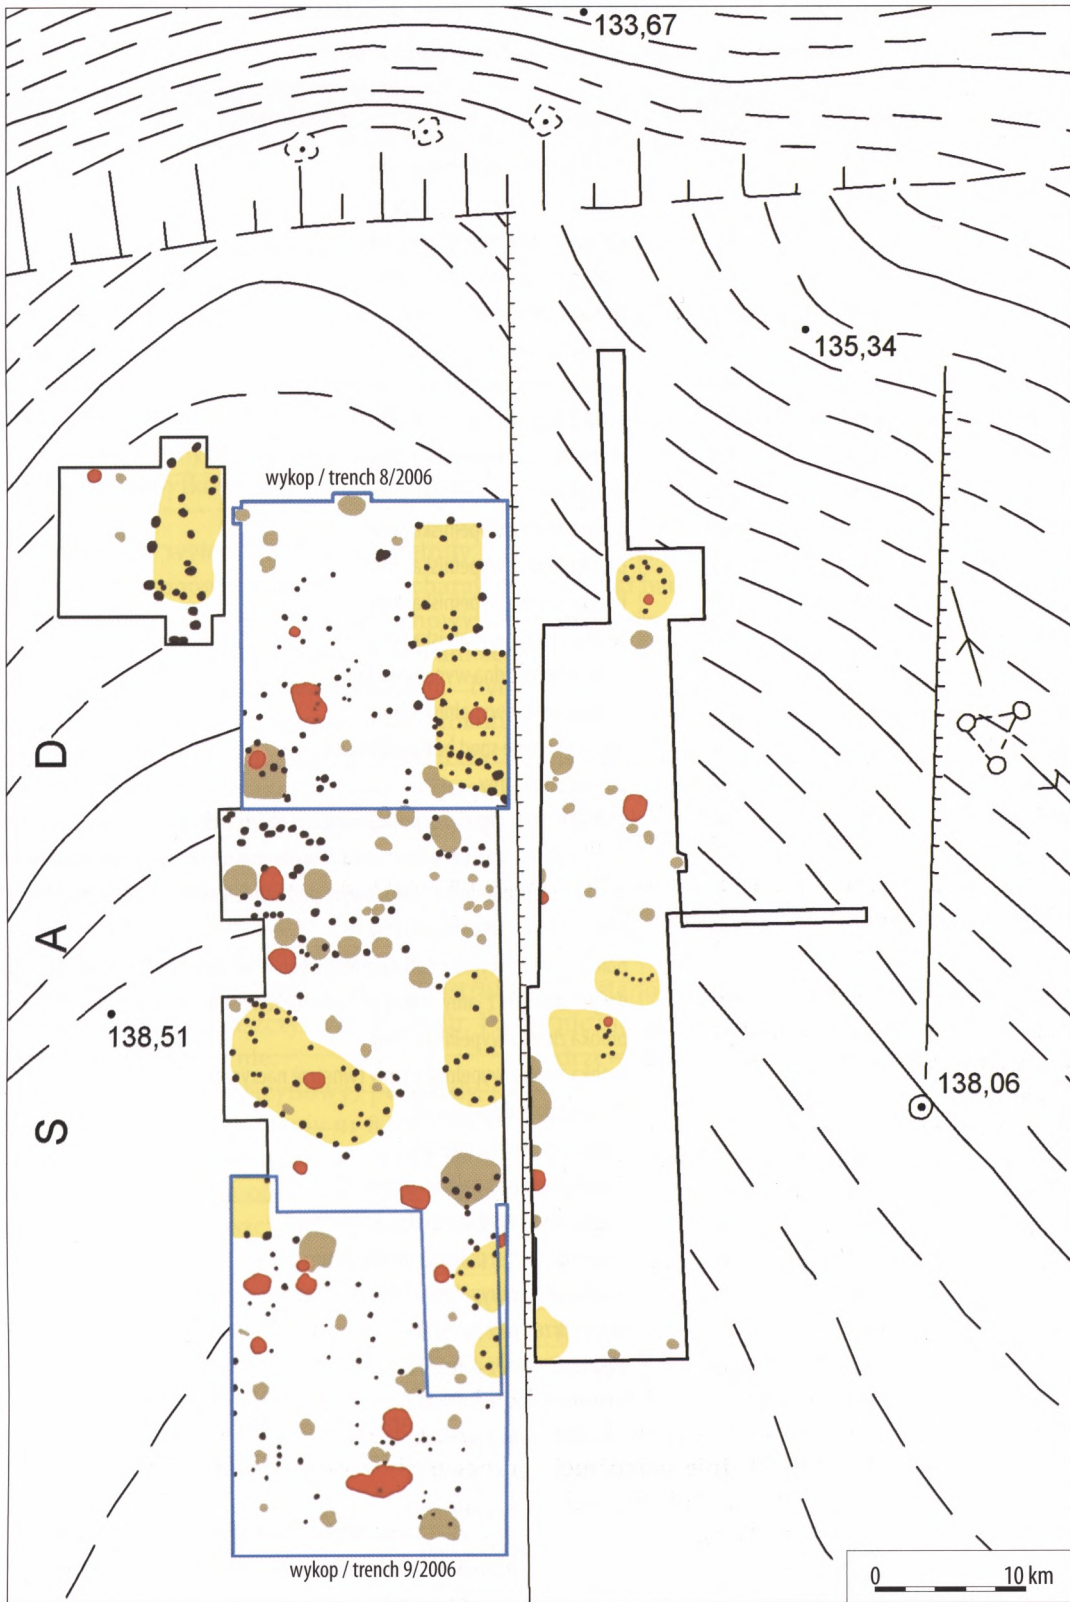 133,67
135,34
wykop / trench 8/2006
D
A
138,51
138,06
S
wykop / trench 9/2006
0 10 km